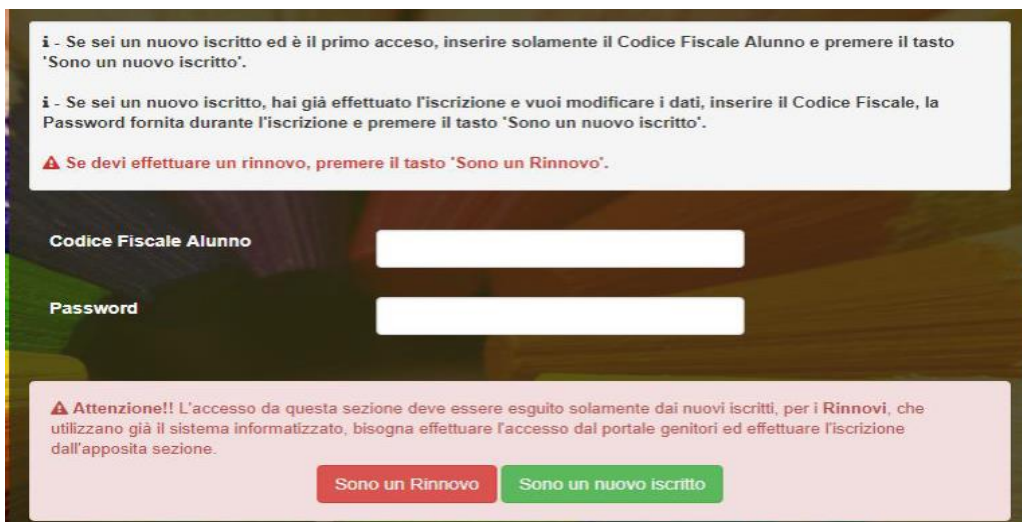 i - Se sei un nuovo iscritto ed è il primo accesso, inserire solamente il Codice Fiscale Alunno e premere il tasto
'Sono un nuovo iscritto'.
i - Se sei un nuovo iscritto, hai già effettuato l'iscrizione e vuoi modificare i dati, inserire il Codice Fiscale, la
Password fornita durante l'iscrizione e premere il tasto 'Sono un nuovo iscritto'.
Se devi effettuare un rinnovo, premere il tasto 'Sono un Rinnovo'.
Codice Fiscale Alunno
Password
Attenzione!! L'accesso da questa sezione deve essere esguito solamente dai nuovi iscritti, per i Rinnovi, che
utilizzano già il sistema informatizzato, bisogna effettuare l'accesso dal portale genitori ed effettuare l'iscrizione
dall'apposita sezione.
Sono un Rinnovo Sono un nuovo iscritto